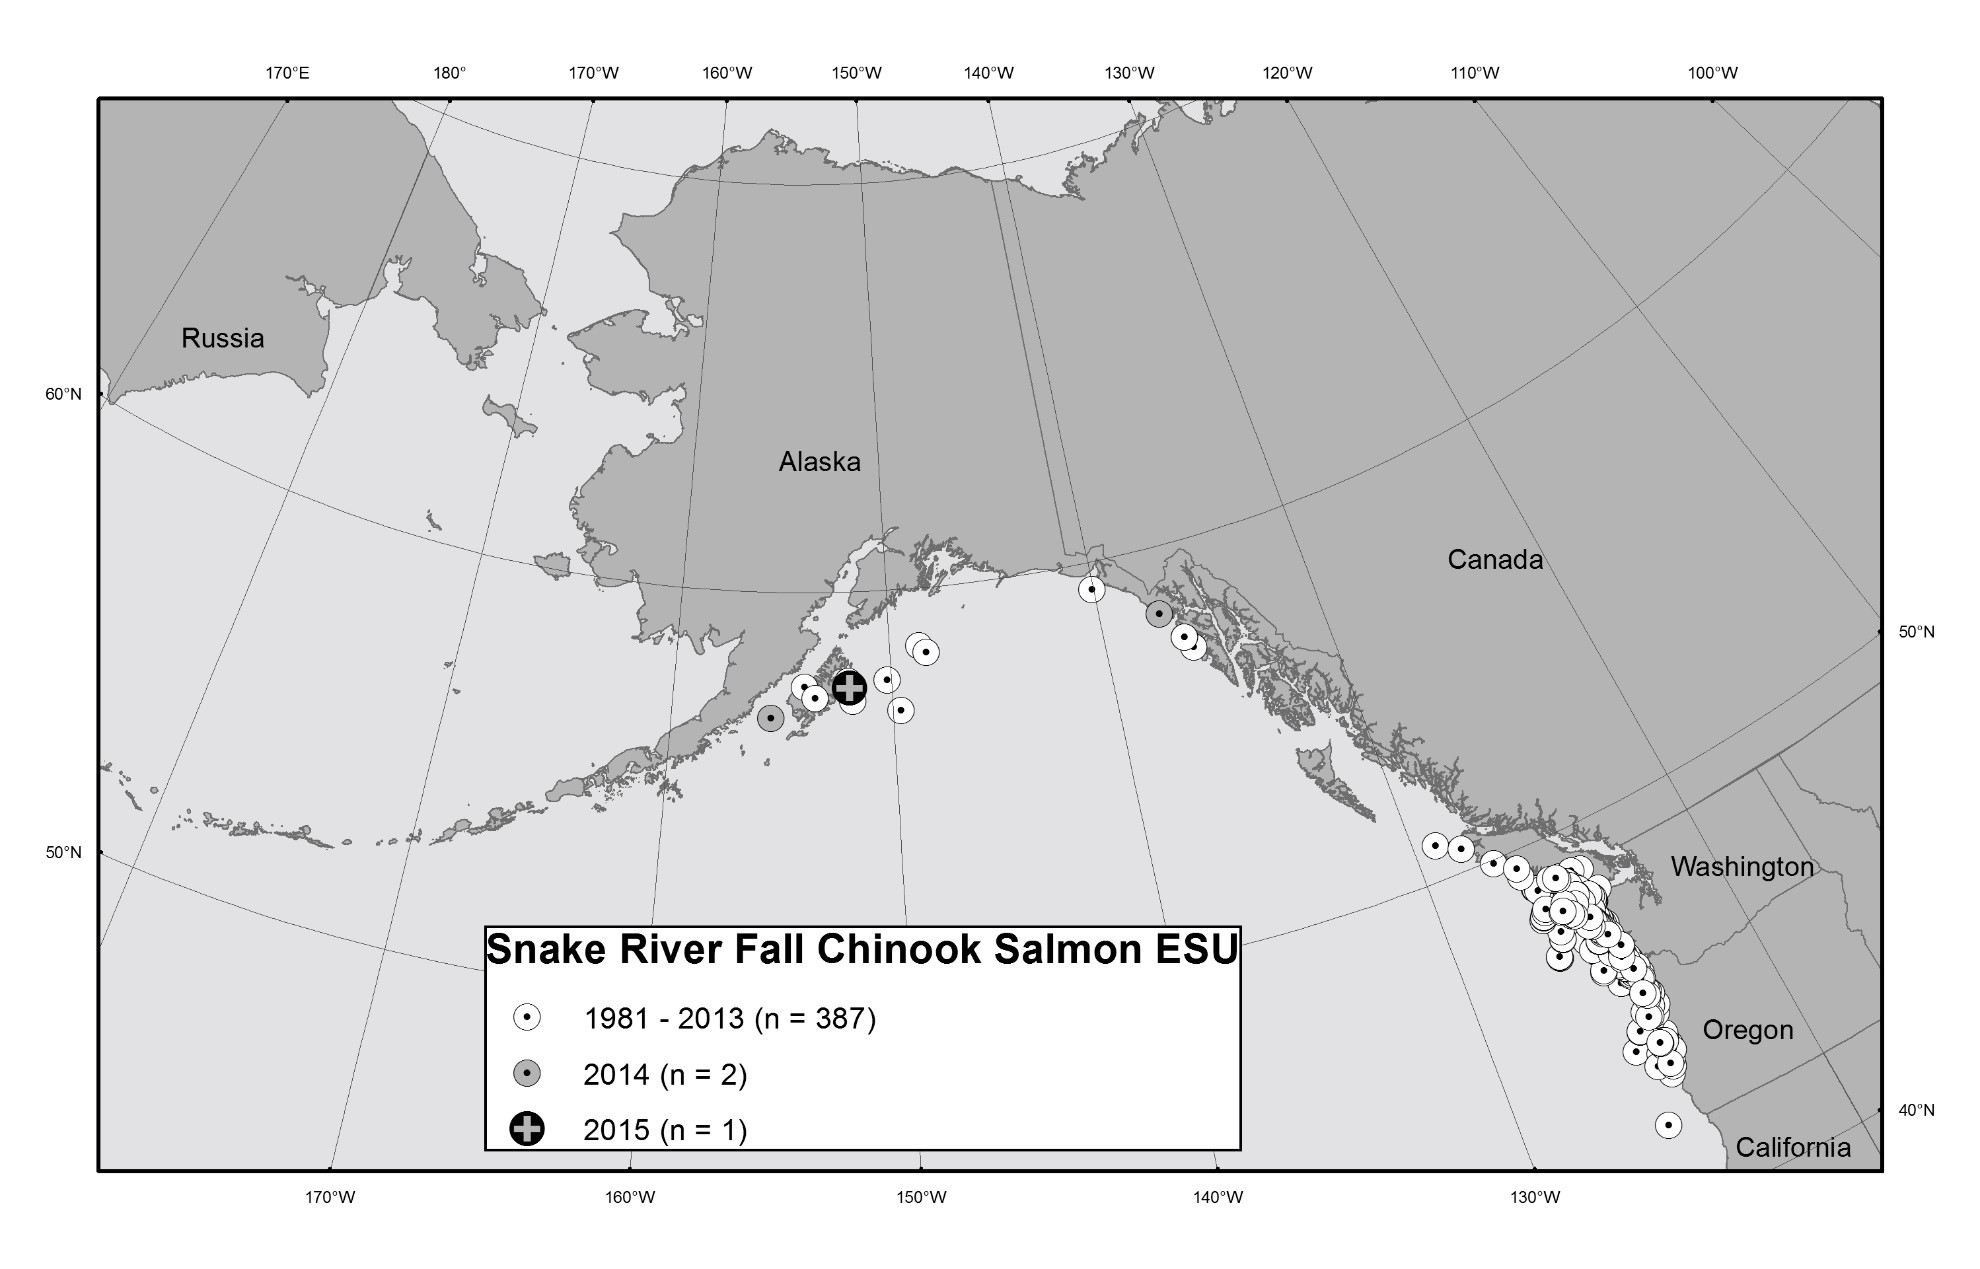 170°E 180° 170°W 160°W 150°W 140°W 130°W 120°W 110°W 100°W
Russia
60°N
Alaska
Canada
50°N
50°N
Washington
Snake River Fall Chinook Salmon ESU
1981 - 2013 (n = 387)
2014 (n = 2)
2015 (n = 1)
Oregon
40°N
California
170°W 160°W 150°W 140°W 130°W